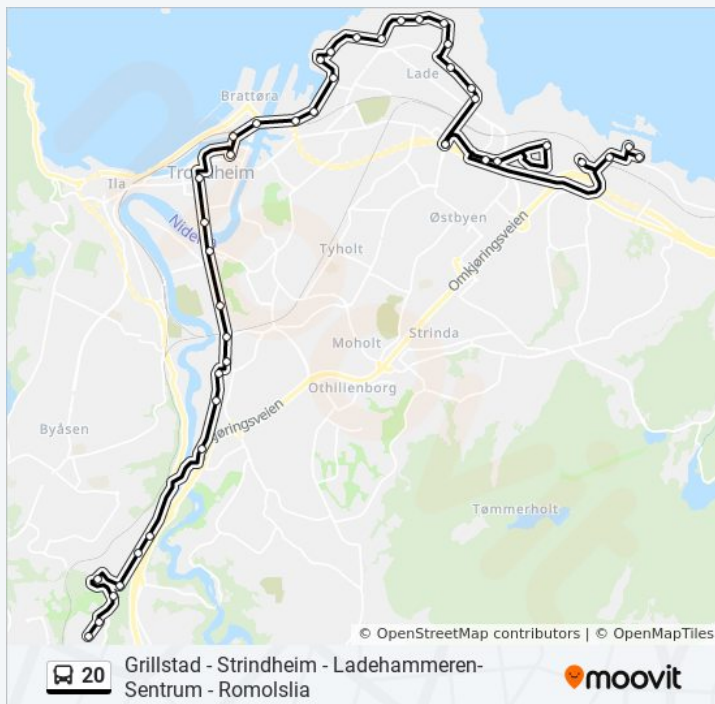 Lade
Brattøra
Ila
Trondheim
Østbyen
Nidelva
Tyholt
Omkjøringsveien
Strinda
Moholt
Othilienborg
Byåsen
Omkjøringsveien
Tømmerholt
© OpenStreetMap contributors | © OpenMapTiles
20 Grillstad - Strindheim - Ladehammeren-
Sentrum - Romolslia
moovit